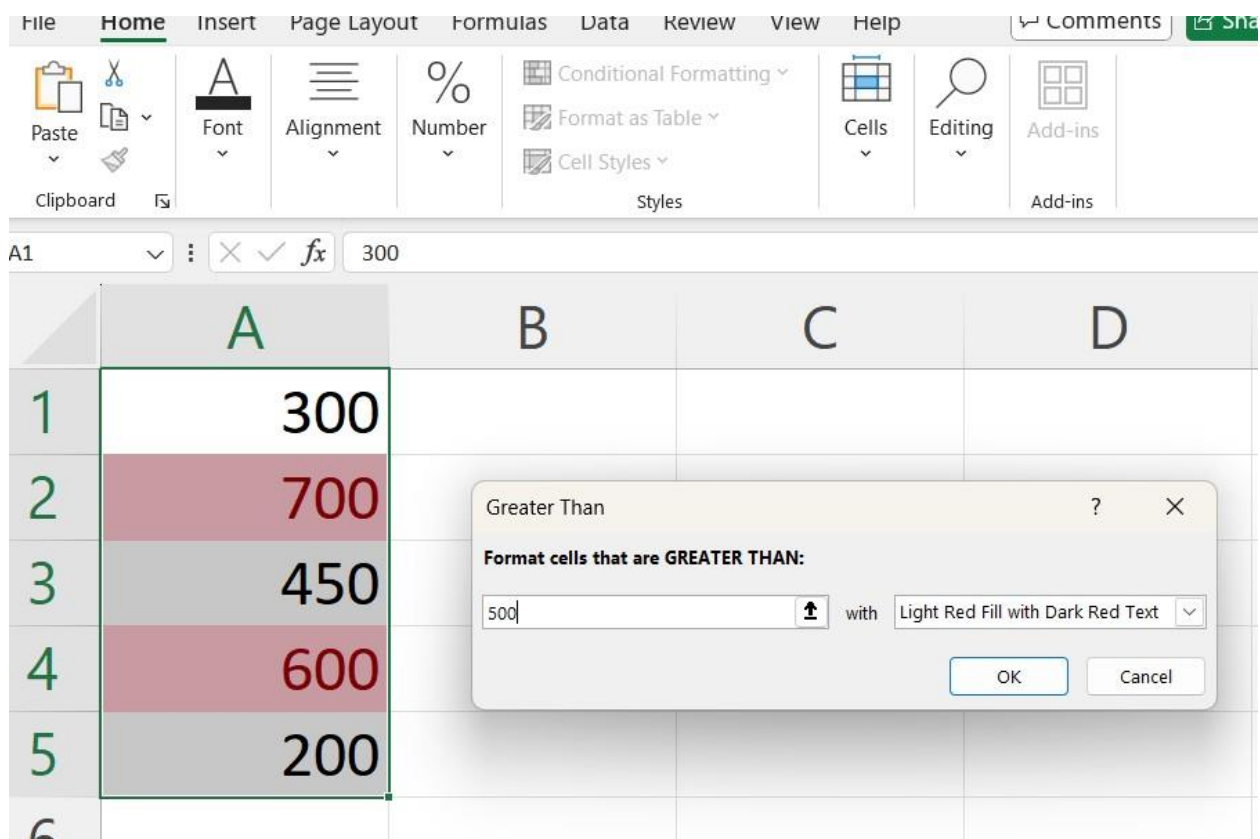 File Home Insert Page Layout Formulas Data Review View Help Comments Sha
Paste
Clipboard
Font
Alignment
%
Number
Conditional Formatting
Format as Table
Cell Styles
Styles
Cells
Editing
Add-ins
Add-ins
A1 fx 300
A B C D
1 300
2 700
3 450
4 600
5 200
6
Greater Than ?
Format cells that are GREATER THAN:
500 with Light Red Fill with Dark Red Text
OK Cancel